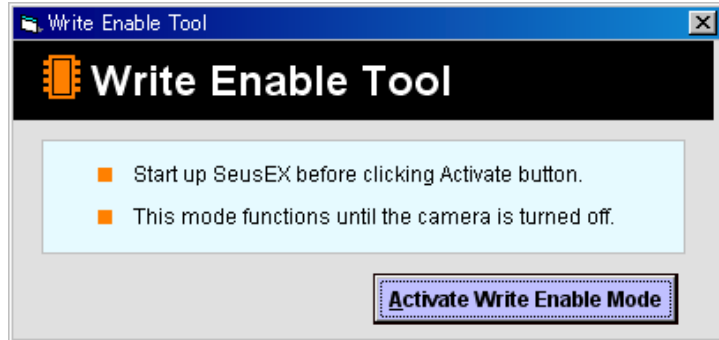 Write Enable Tool
Write Enable Tool
Start up SeusEX before clicking Activate button.
This mode functions until the camera is turned off.
Activate Write Enable Mode